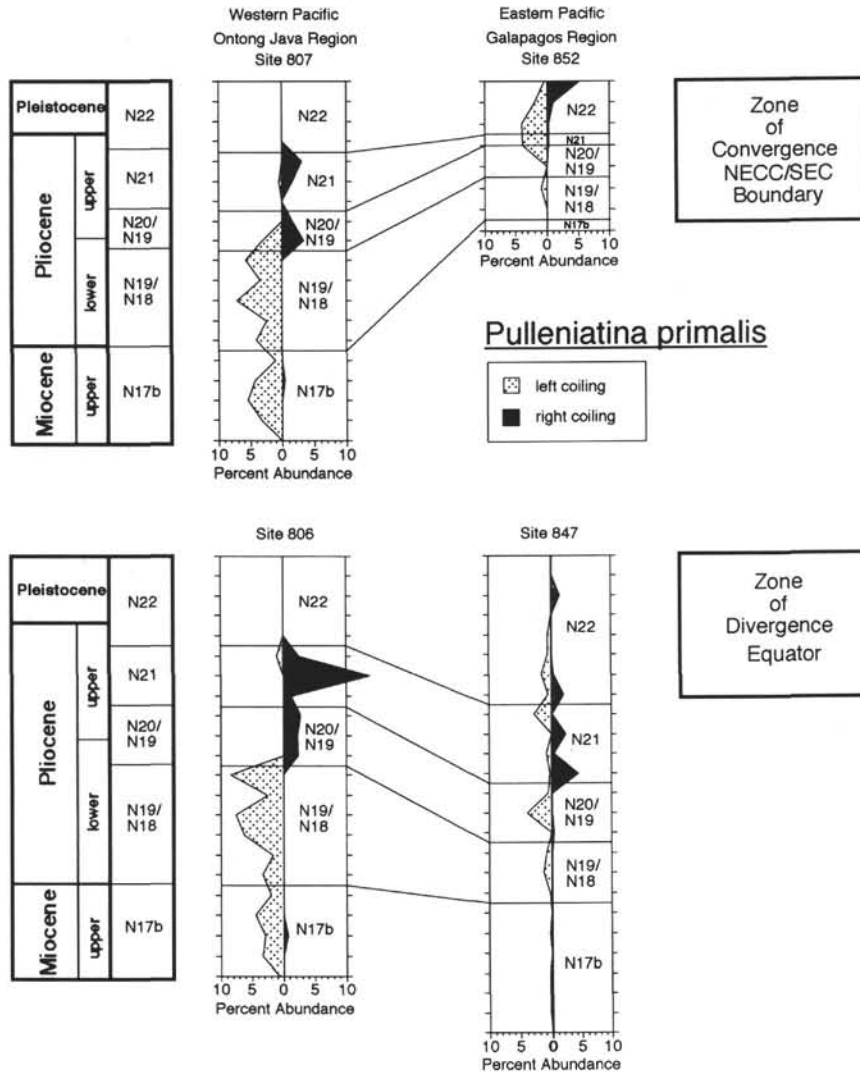 Western Pacific
Ontong Java Region
Site 807
Eastern Pacific
Galapagos Region
Site 852
Pleistocene
N22
Pliocene
upper
N21
N20/
N19
lower
N19/
N18
Miocene
upper
N17b
N22
N21
N20/
N19
N19/
N18
N17b
10 5 0 5 10
Percent Abundance
N22
N21
N20/
N19
N19/
N18
N17b
10 5 0 5 10
Percent Abundance
Zone
of
Convergence
NECC/SEC
Boundary
Pulleniatina primalis
left coiling
right coiling
Site 806
Site 847
Pleistocene
N22
Pliocene
upper
N21
N20/
N19
lower
N19/
N18
Miocene
upper
N17b
N22
N21
N20/
N19
N19/
N18
N17b
10 5 0 5 10
Percent Abundance
N22
N21
N20/
N19
N19/
N18
N17b
10 5 0 5 10
Percent Abundance
Zone
of
Divergence
Equator